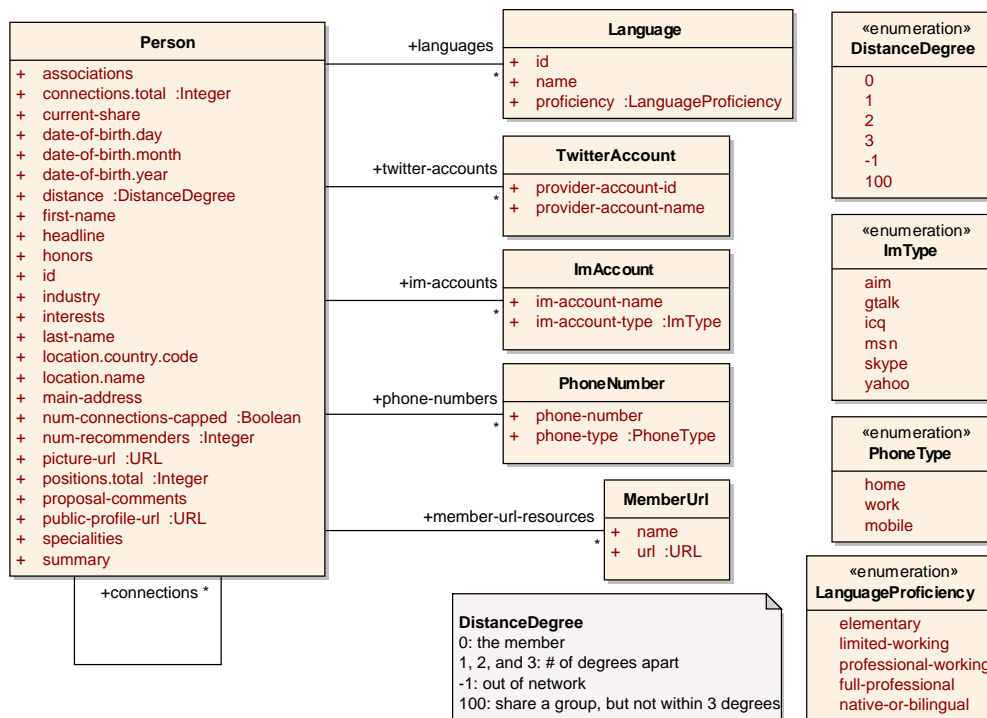 Person
+ associations
+ connections.total :Integer
+ current-share
+ date-of-birth.day
+ date-of-birth.month
+ date-of-birth.year
+ distance :DistanceDegree
+ first-name
+ headline
+ honors
+ id
+ industry
+ interests
+ last-name
+ location.country.code
+ location.name
+ main-address
+ num-connections-capped :Boolean
+ num-recommenders :Integer
+ picture-url :URL
+ positions.total :Integer
+ proposal-comments
+ public-profile-url :URL
+ specialities
+ summary
+connections *
+languages
*
Language
+ id
+ name
+ proficiency :LanguageProficiency
+twitter-accounts
*
TwitterAccount
+ provider-account-id
+ provider-account-name
+im-accounts
*
ImAccount
+ im-account-name
+ im-account-type :ImType
+phone-numbers
*
PhoneNumber
+ phone-number
+ phone-type :PhoneType
+member-url-resources
*
MemberUrl
+ name
+ url :URL
DistanceDegree
0: the member
1, 2, and 3: # of degrees apart
-1: out of network
100: share a group, but not within 3 degrees
«enumeration»
DistanceDegree
0
1
2
3
-1
100
«enumeration»
ImType
aim
gtalk
icq
msn
skype
yahoo
«enumeration»
PhoneType
home
work
mobile
«enumeration»
LanguageProficiency
elementary
limited-working
professional-working
full-professional
native-or-bilingual